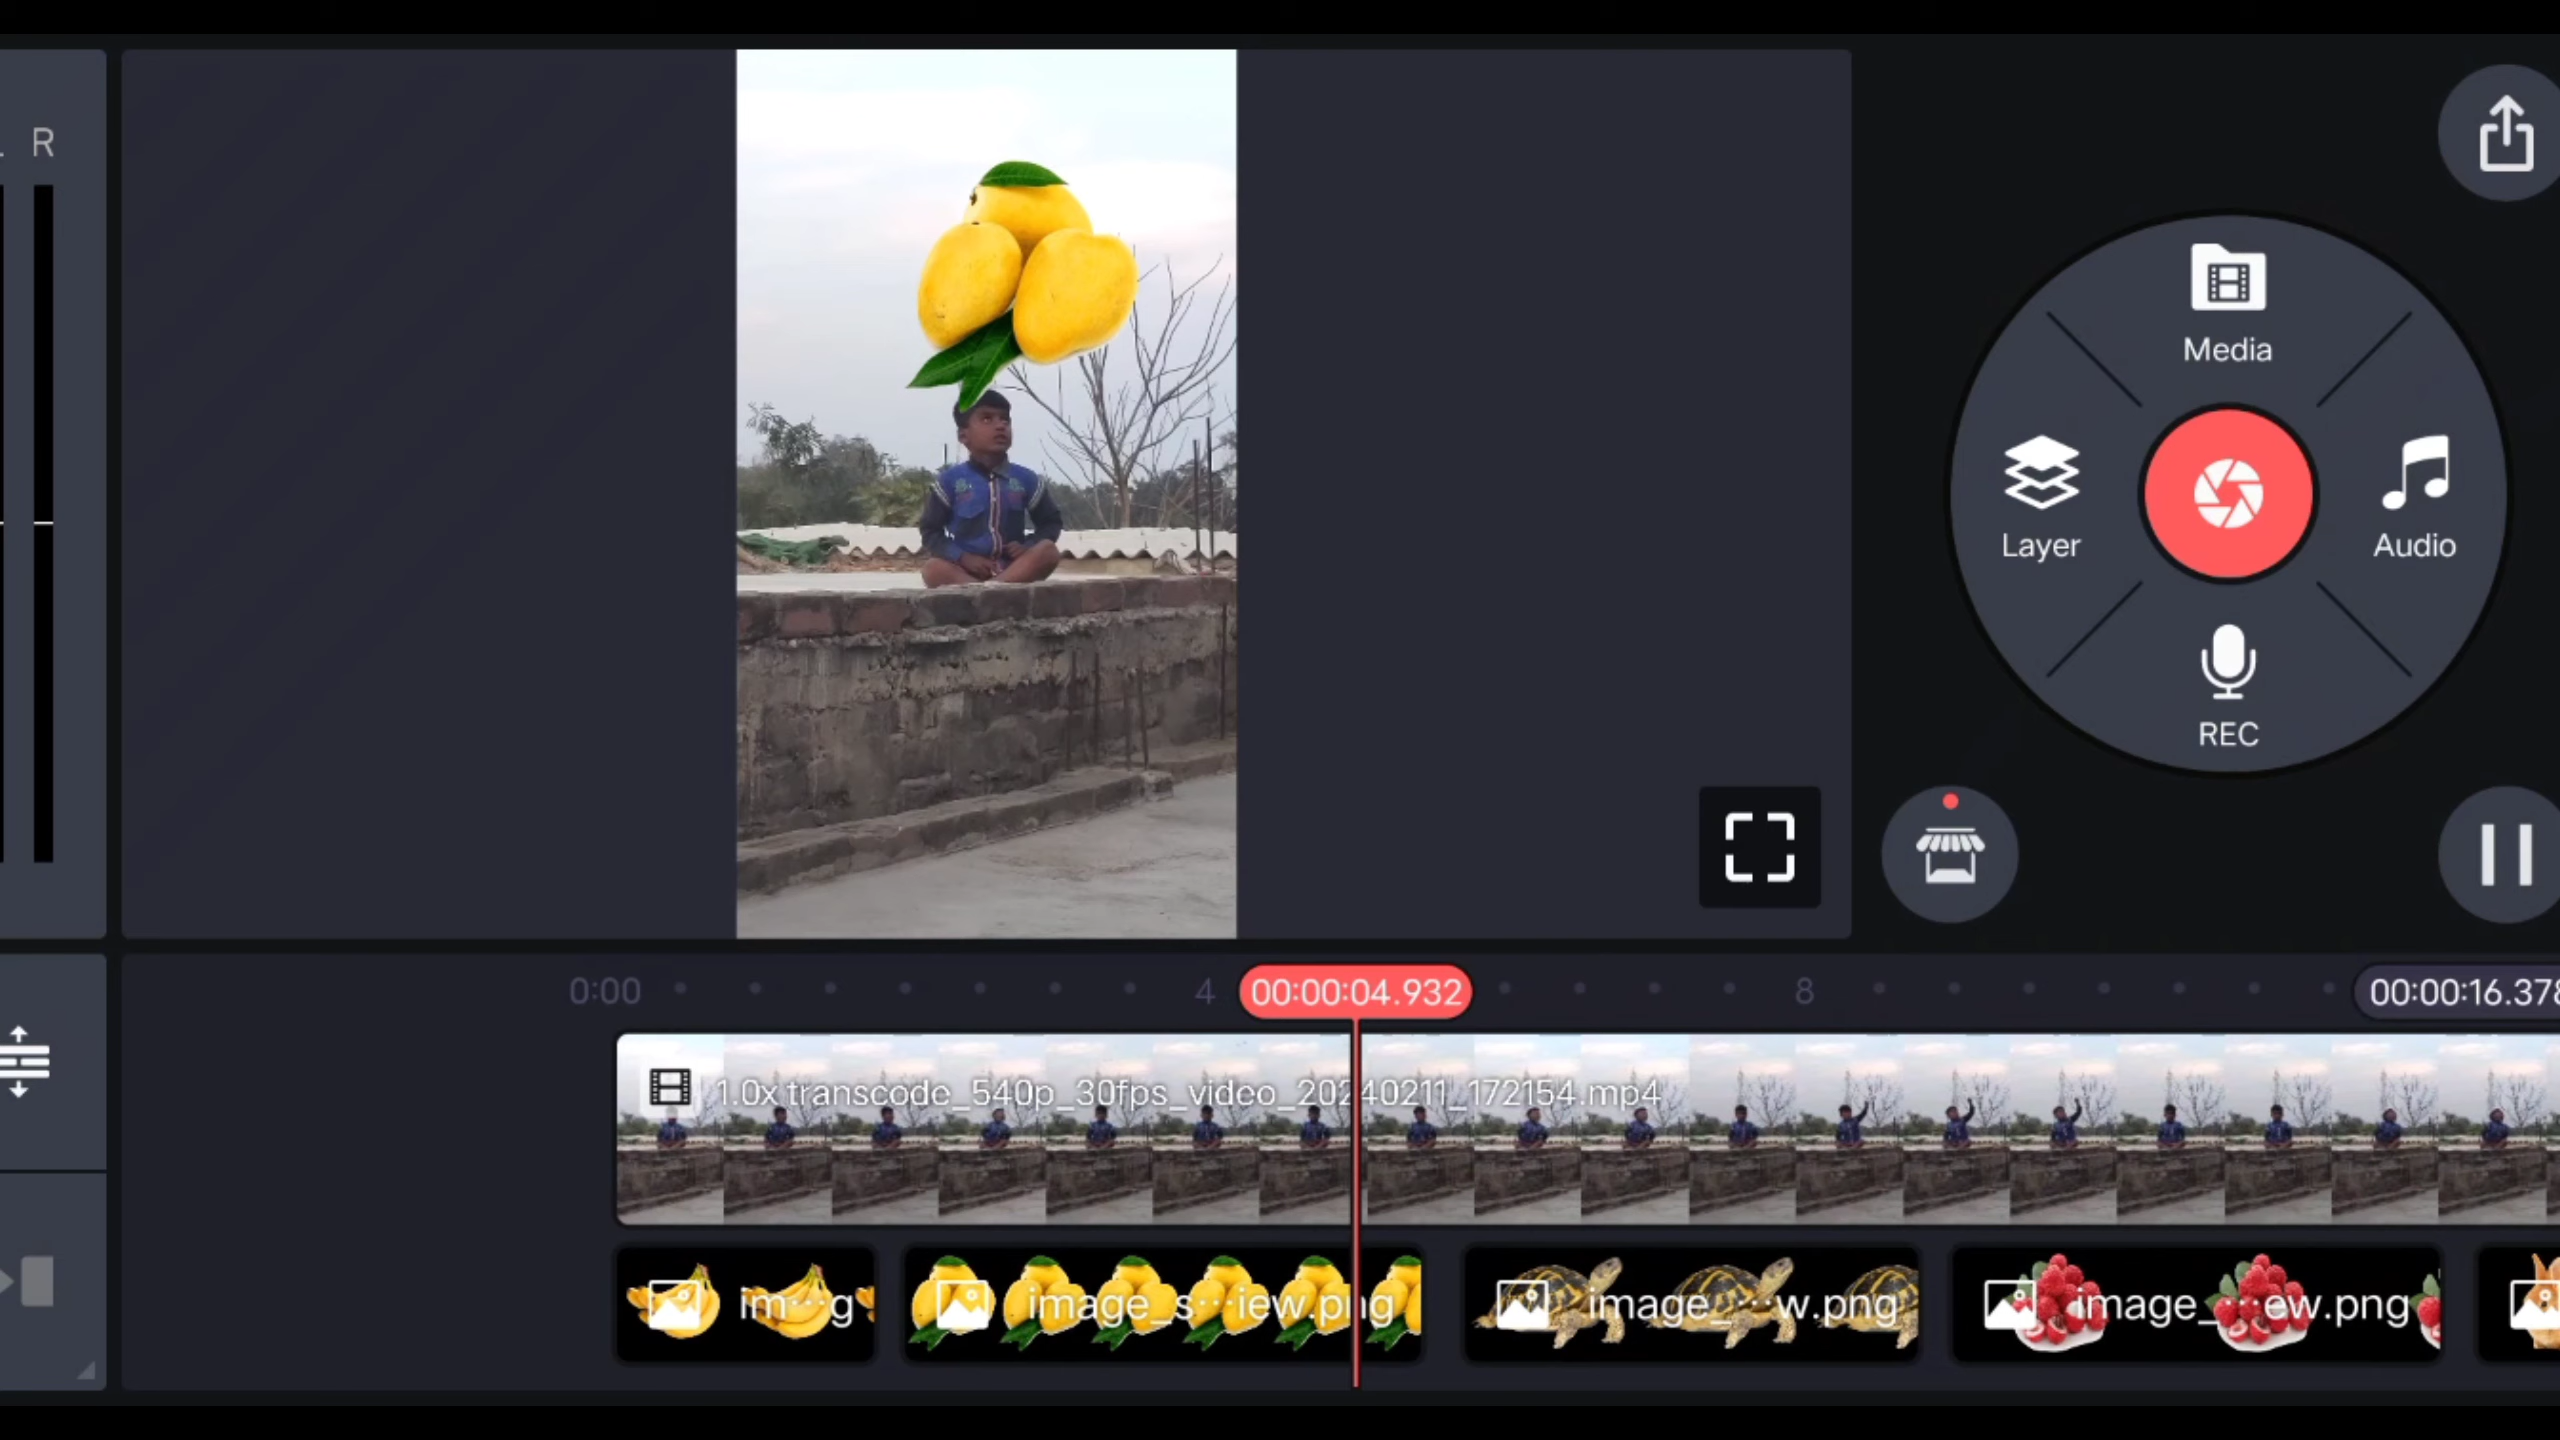 R
Media
Layer
Audio
REC
0:00
4
00:00:04.932
8
00:00:16.378
1.0x transcode_540p_30fps_video_20240211_172154.mp4
im...g
image_s...iew.png
image_...w.png
image_...ew.png